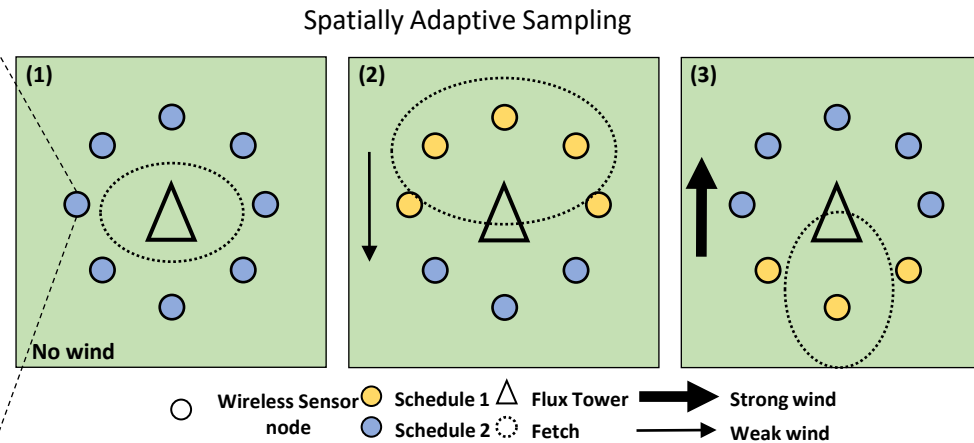 Spatially Adaptive Sampling
(1)
(2)
(3)
No wind
Wireless Sensor
node
Schedule 1
Schedule 2
Flux Tower
Fetch
Strong wind
Weak wind